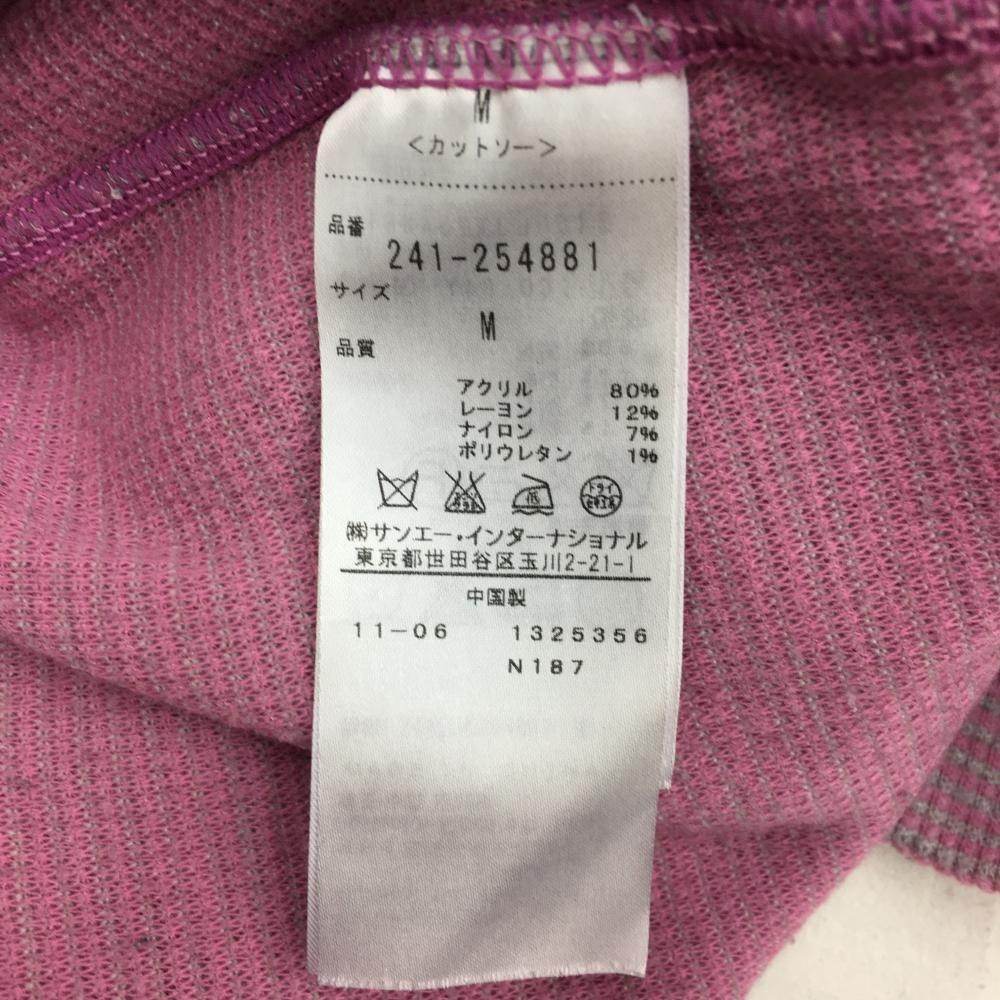 M
<カットソー>
品番
241-254881
サイズ
M
品質
アクリル 80%
レーヨン 12%
ナイロン 7%
ポリウレタン 1%
低 ドライ
㈱サンエー・インターナショナル
東京都世田谷区玉川2-21-1
中国製
11-06 1325356
N187